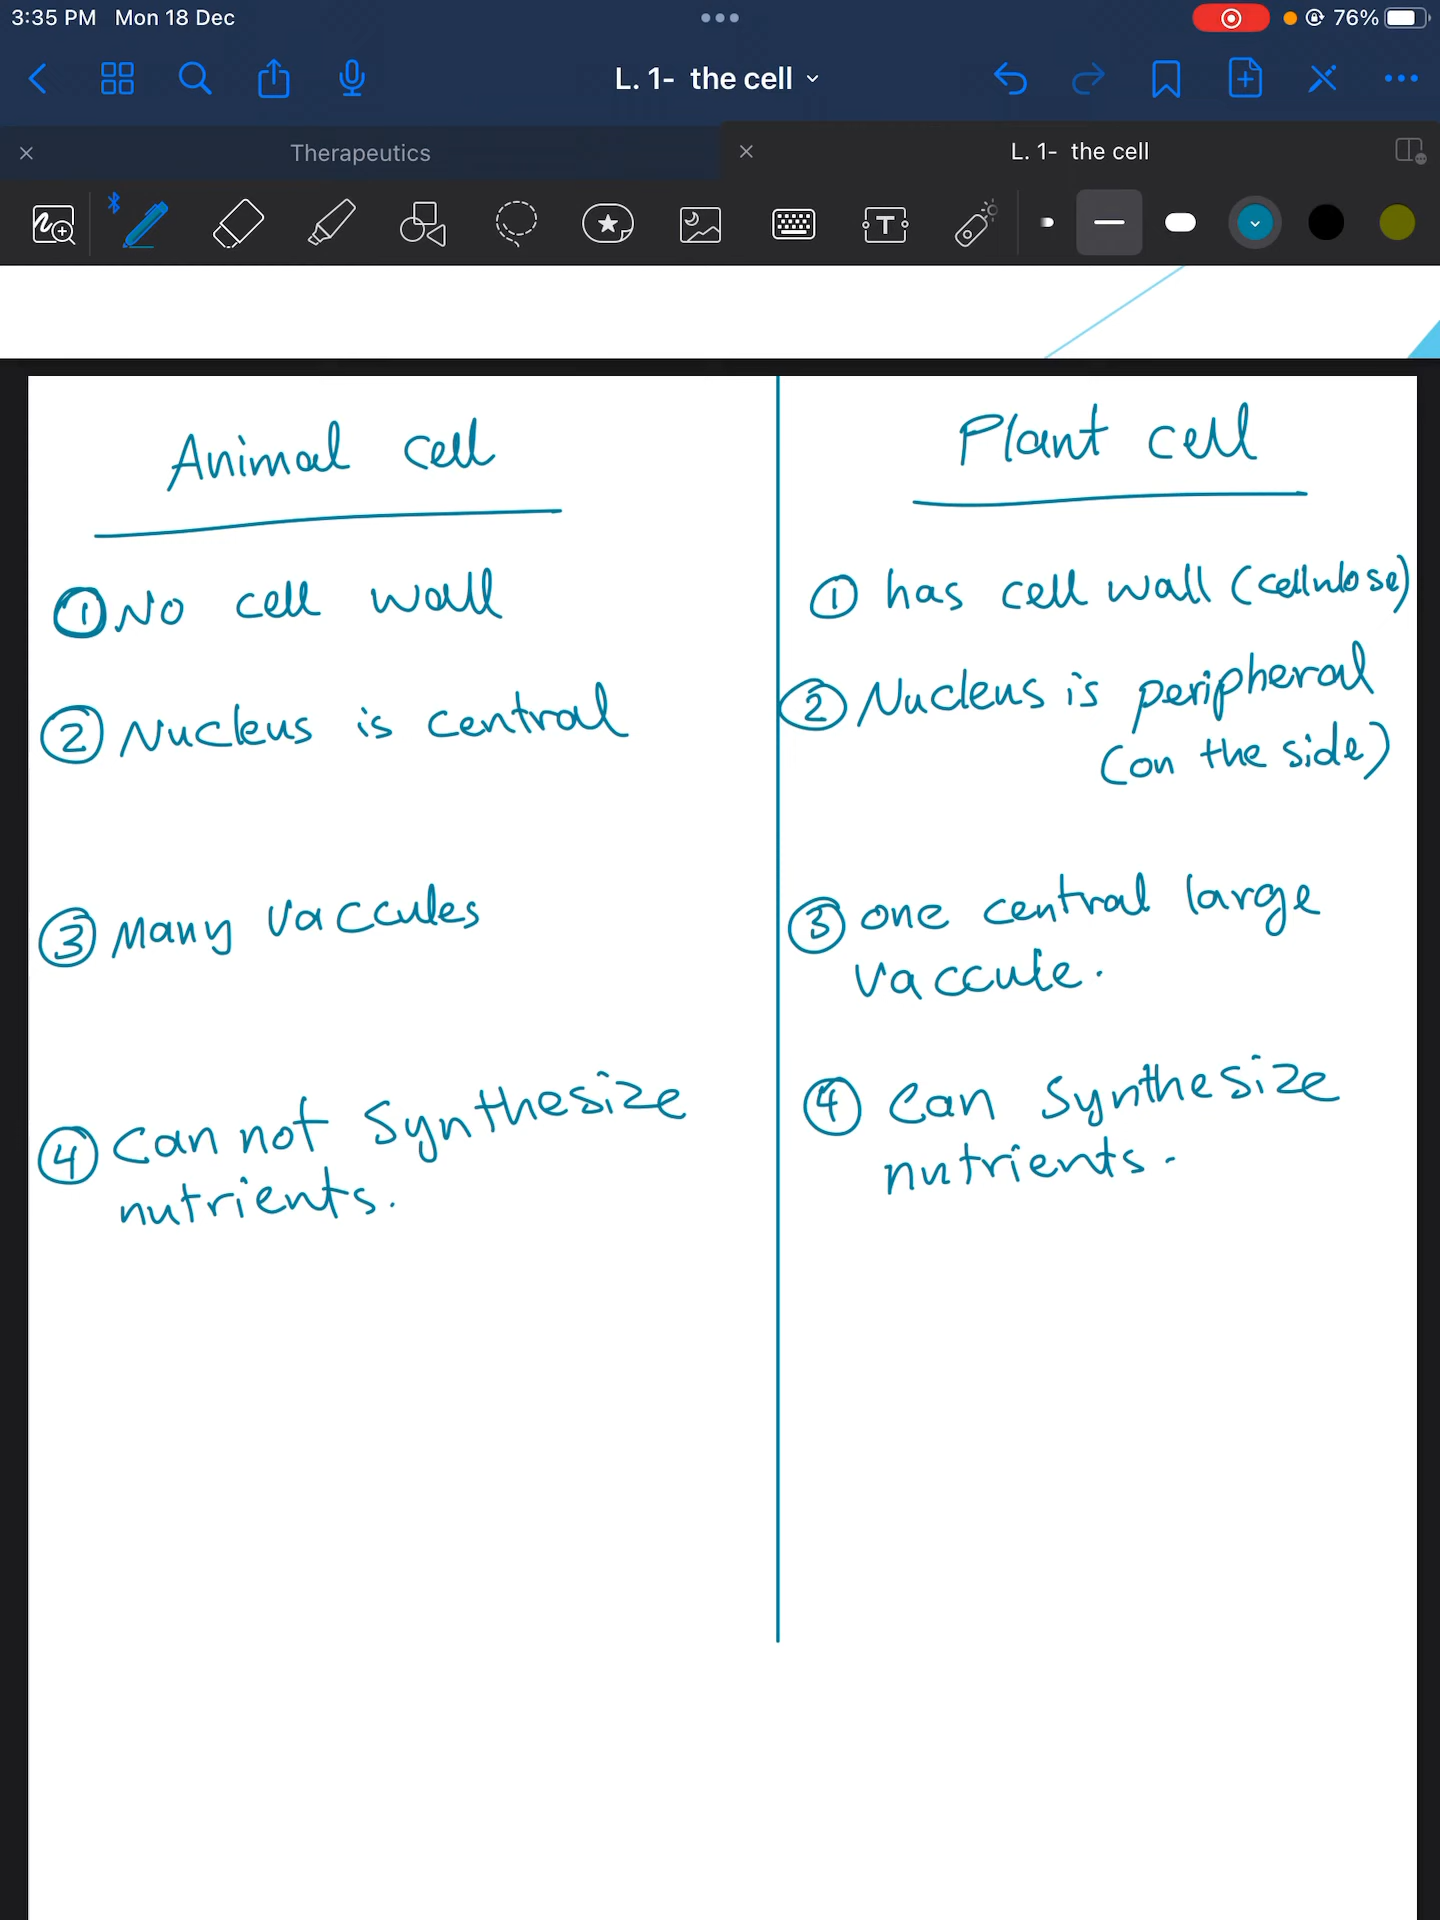 3:35 PM Mon 18 Dec
76%
L. 1- the cell
Therapeutics
L. 1- the cell
T
Animal cell
Plant cell
① No cell wall
① has cell wall (cellulose)
② Nucleus is central
② Nucleus is peripheral
(on the side)
③ Many vaccules
③ one central large
vaccule.
④ Can not synthesize
nutrients.
④ Can synthesize
nutrients.